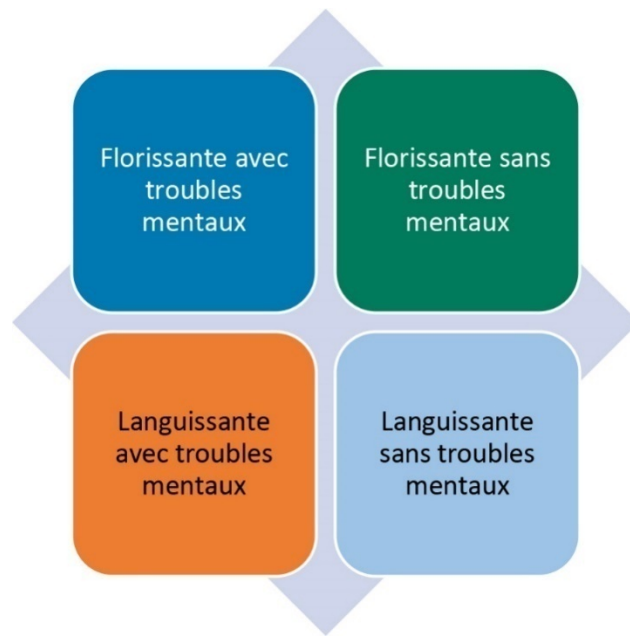 Florissante avec
troubles
mentaux
Florissante sans
troubles
mentaux
Languissante
avec troubles
mentaux
Languissante
sans troubles
mentaux